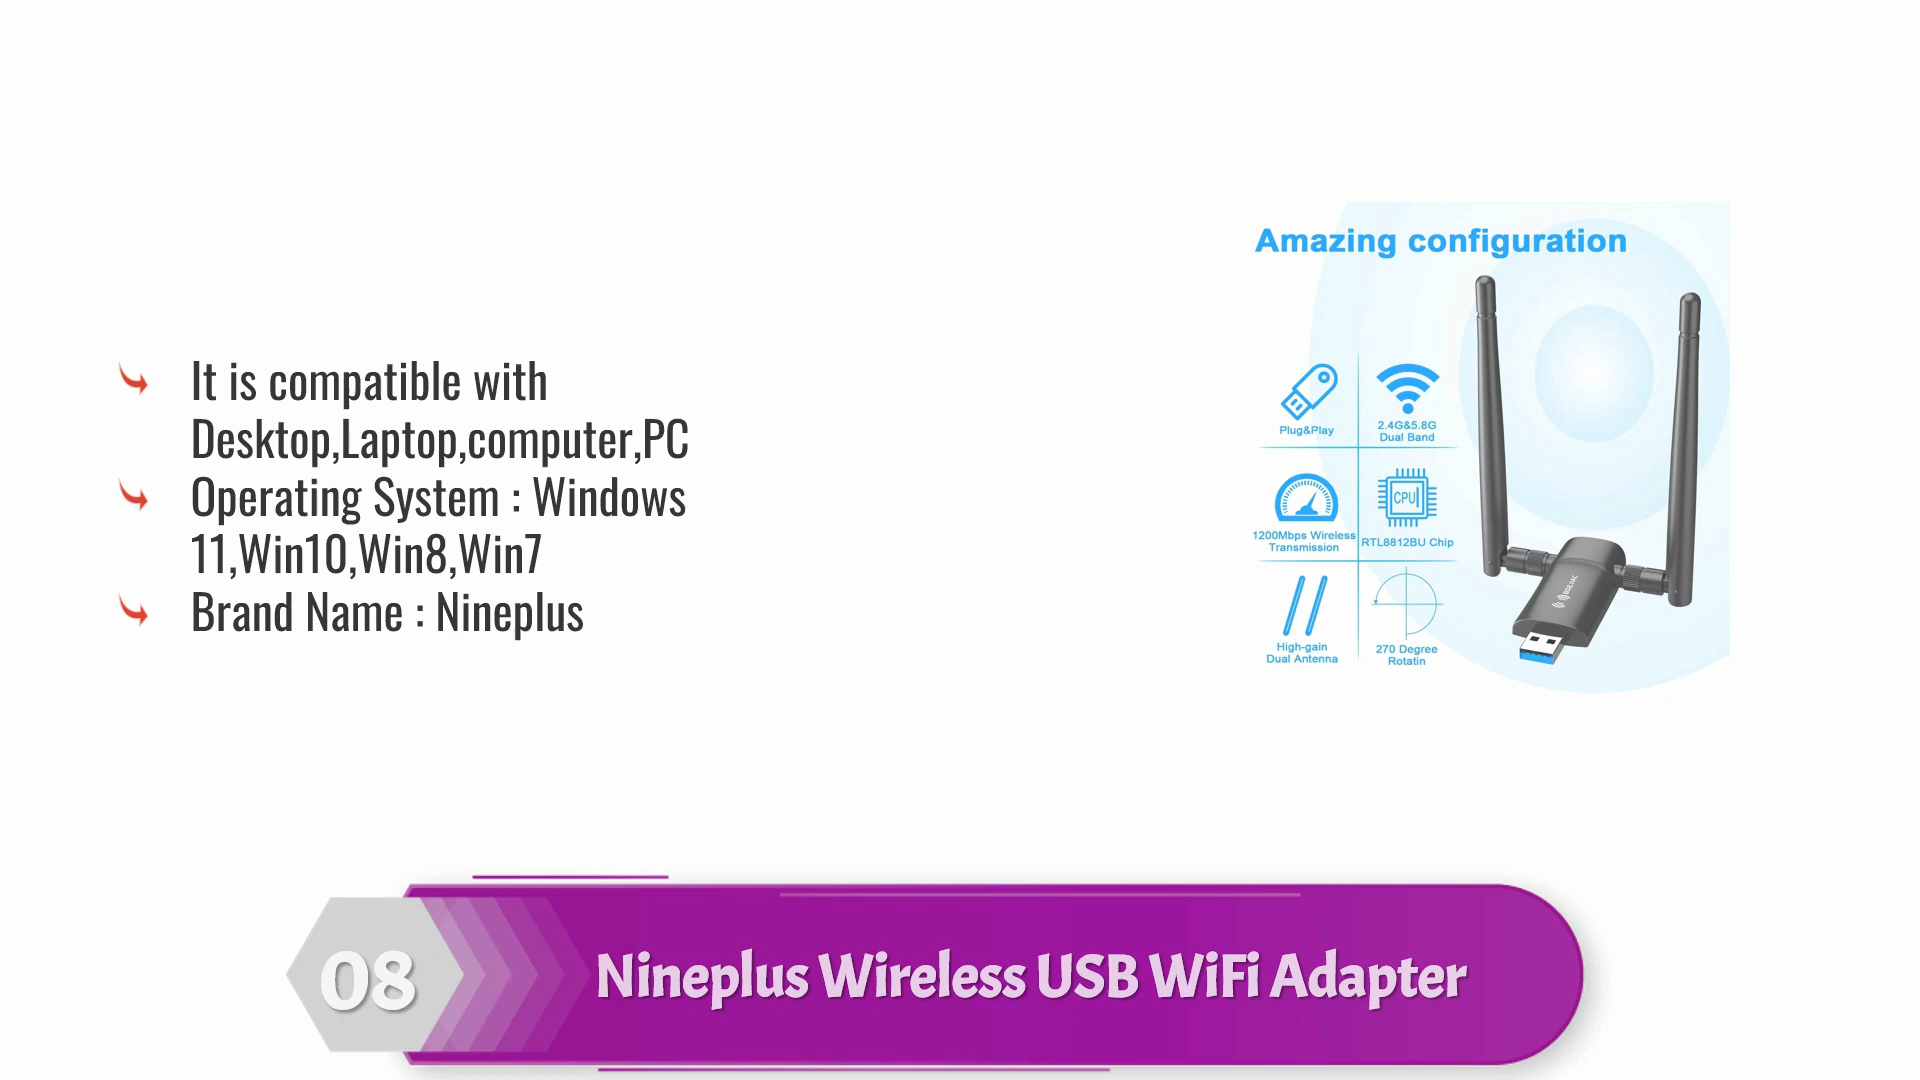 It is compatible with
Desktop,Laptop,computer,PC
Operating System : Windows
11,Win10,Win8,Win7
Brand Name : Nineplus
Amazing configuration
Plug&Play
2.4G&5.8G
Dual Band
1200Mbps Wireless
Transmission
CPU
RTL8812BU Chip
High-gain
Dual Antenna
270 Degree
Rotatin
802.11AC
08
Nineplus Wireless USB WiFi Adapter